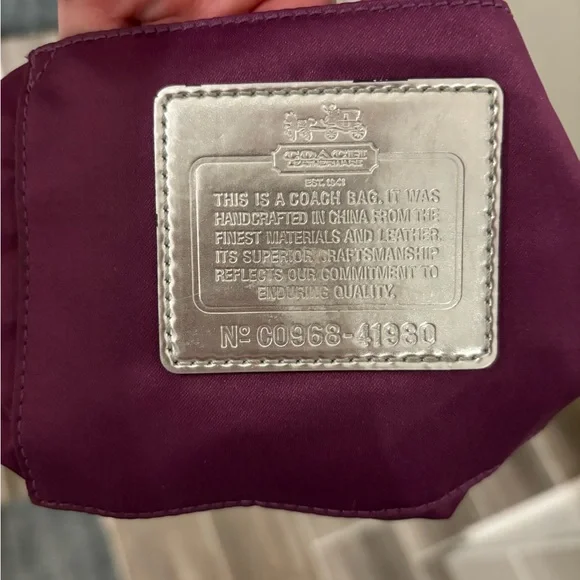 EST. 1941
THIS IS A COACH BAG. IT WAS
HANDCRAFTED IN CHINA FROM THE
FINEST MATERIALS AND LEATHER.
ITS SUPERIOR CRAFTSMANSHIP
REFLECTS OUR COMMITMENT TO
ENDURING QUALITY.
Nº C0968-41980